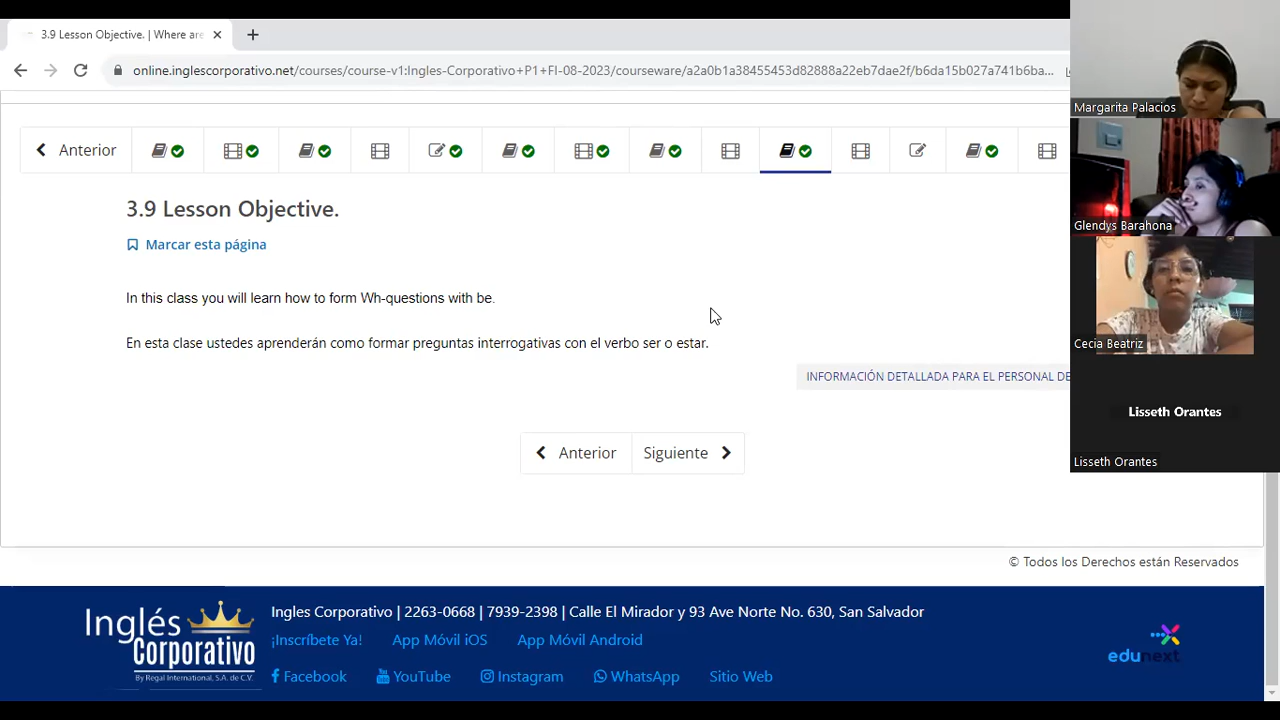 3.9 Lesson Objective. | Where are
online.inglescorporativo.net/courses/course-v1:Ingles-Corporativo+P1+FI-08-2023/courseware/a2a0b1a38455453d82888a22eb7dae2f/b6da15b027a741b6ba...
Anterior
3.9 Lesson Objective.
Marcar esta página
In this class you will learn how to form Wh-questions with be.
En esta clase ustedes aprenderán como formar preguntas interrogativas con el verbo ser o estar.
INFORMACIÓN DETALLADA PARA EL PERSONAL DE
Anterior
Siguiente
© Todos los Derechos están Reservados
Inglés Corporativo
By Regal International, S.A. de C.V.
Ingles Corporativo | 2263-0668 | 7939-2398 | Calle El Mirador y 93 Ave Norte No. 630, San Salvador
¡Inscríbete Ya! App Móvil iOS App Móvil Android
Facebook YouTube Instagram WhatsApp Sitio Web
edunext
Margarita Palacios
Glendys Barahona
Cecia Beatriz
Lisseth Orantes
Lisseth Orantes